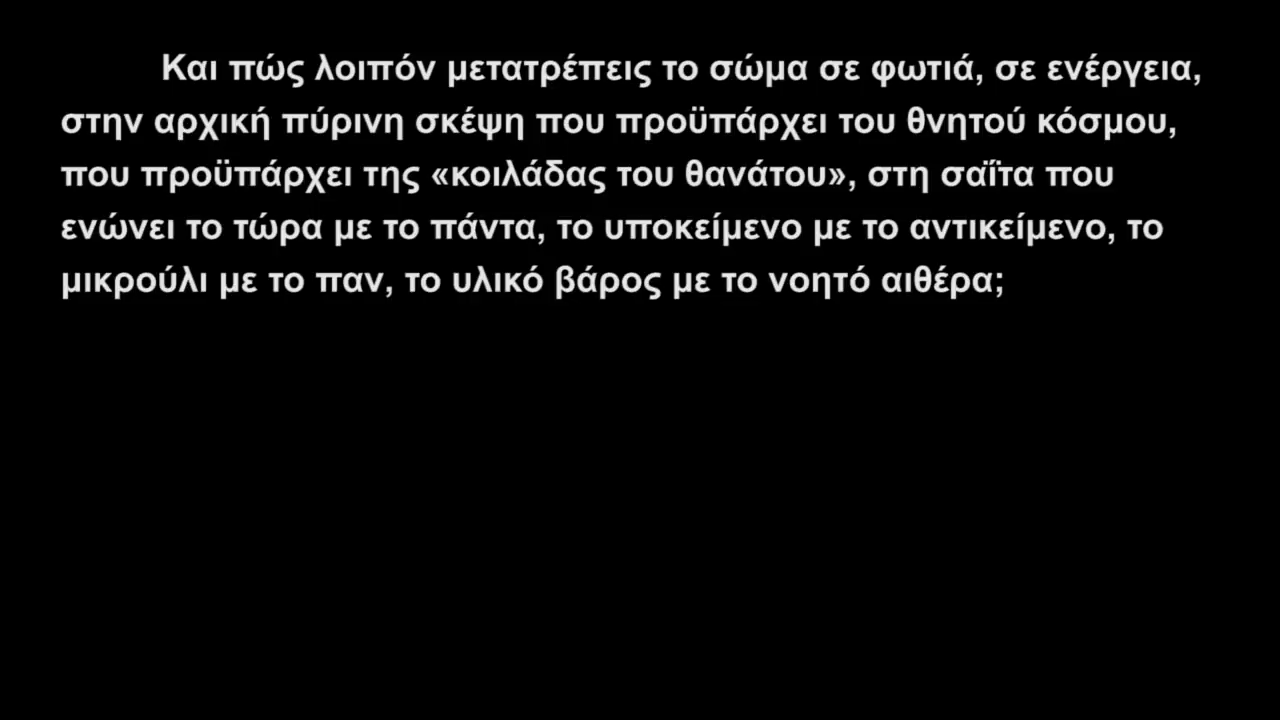 Και πώς λοιπόν μετατρέπεις το σώμα σε φωτιά, σε ενέργεια,
στην αρχική πύρινη σκέψη που προϋπάρχει του θνητού κόσμου,
που προϋπάρχει της «κοιλάδας του θανάτου», στη σαΐτα που
ενώνει το τώρα με το πάντα, το υποκείμενο με το αντικείμενο, το
μικρούλι με το παν, το υλικό βάρος με το νοητό αιθέρα;